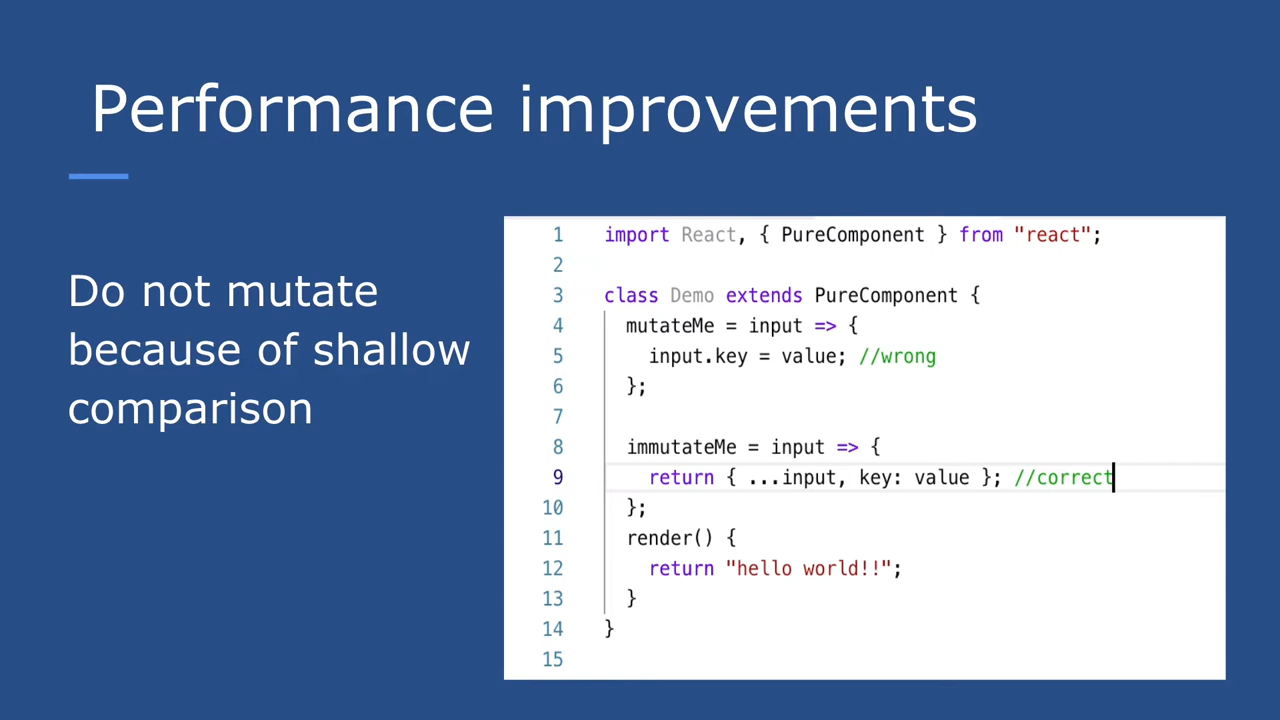 Performance improvements
Do not mutate
because of shallow
comparison
1 import React, { PureComponent } from "react";
2
3 class Demo extends PureComponent {
4 mutateMe = input => {
5 input.key = value; //wrong
6 };
7
8 immutateMe = input => {
9 return { ...input, key: value }; //correct
10 };
11 render() {
12 return "hello world!!";
13 }
14 }
15